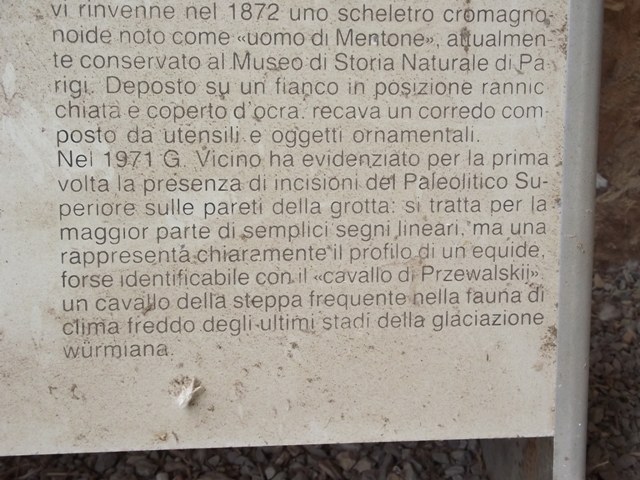 vi rinvenne nel 1872 uno scheletro cromagno
noide noto come «uomo di Mentone», attualmen-
te conservato al Museo di Storia Naturale di Pa
rigi. Deposto su un fianco in posizione rannic
chiata e coperto d'ocra. recava un corredo com-
posto da utensili e oggetti ornamentali.
Nel 1971 G. Vicino ha evidenziato per la prima
volta la presenza di incisioni del Paleolitico Su-
periore sulle pareti della grotta: si tratta per la
maggior parte di semplici segni lineari, ma una
rappresenta chiaramente il profilo di un equide,
forse identificabile con il «cavallo di Przewalskii»,
un cavallo della steppa frequente nella fauna di
clima freddo degli ultimi stadi della glaciazione
würmiana.